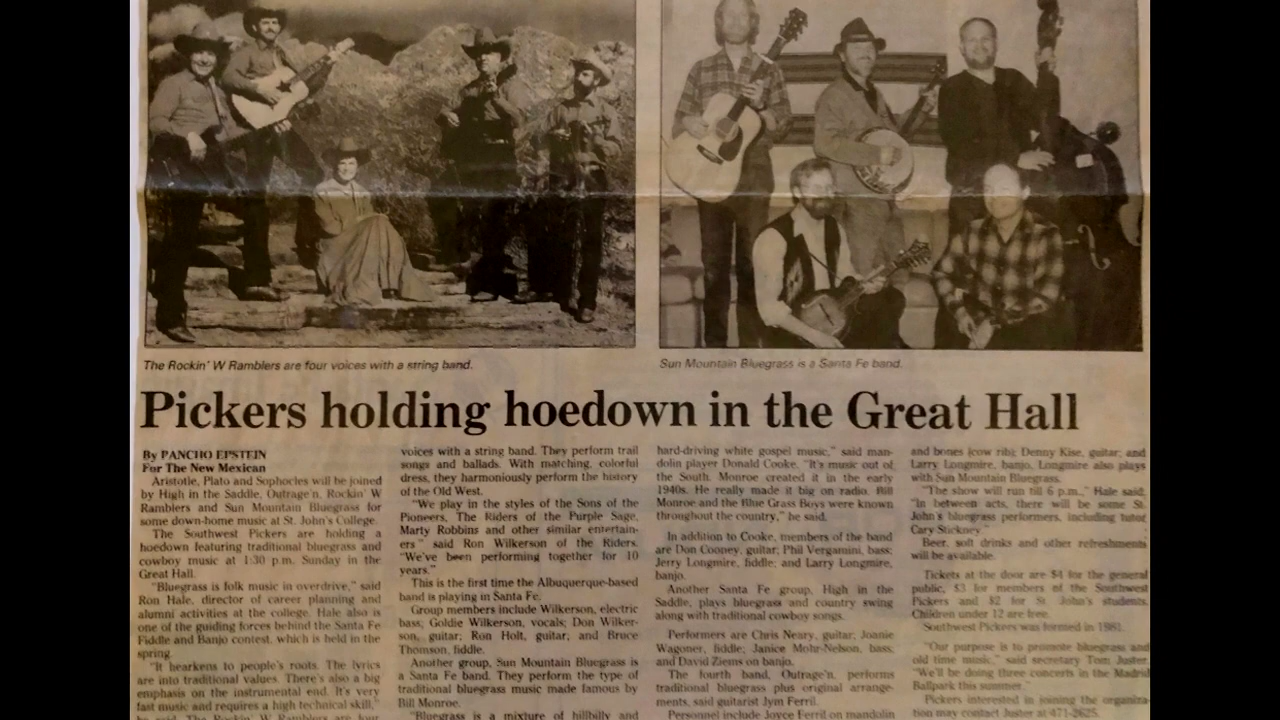 The Rockin' W Ramblers are four voices with a string band.
Sun Mountain Bluegrass is a Santa Fe band.
Pickers holding hoedown in the Great Hall
By PANCHO EPSTEIN
For The New Mexican
Aristotle, Plato and Sophocles will be joined
by High in the Saddle, Outrage'n, Rockin' W
Ramblers and Sun Mountain Bluegrass for
some down-home music at St. John's College.
The Southwest Pickers are holding a
hoedown featuring traditional bluegrass and
cowboy music at 1:30 p.m. Sunday in the
Great Hall.
"Bluegrass is folk music in overdrive," said
Ron Hale, director of career planning and
alumni activities at the college. Hale also is
one of the guiding forces behind the Santa Fe
Fiddle and Banjo contest, which is held in the
spring.
"It hearkens to people's roots. The lyrics
are into traditional values. There's also a big
emphasis on the instrumental end. It's very
fast music and requires a high technical skill,"
he said. The Rockin' W Ramblers are four
voices with a string band. They perform trail
songs and ballads. With matching, colorful
dress, they harmoniously perform the history
of the Old West.
"We play in the styles of the Sons of the
Pioneers, The Riders of the Purple Sage,
Marty Robbins and other similar entertain-
ers" said Ron Wilkerson of the Riders.
"We've been performing together for 10
years."
This is the first time the Albuquerque-based
band is playing in Santa Fe.
Group members include Wilkerson, electric
bass; Goldie Wilkerson, vocals; Don Wilker-
son, guitar; Ron Holt, guitar; and Bruce
Thomson, fiddle.
Another group, Sun Mountain Bluegrass is
a Santa Fe band. They perform the type of
traditional bluegrass music made famous by
Bill Monroe.
"Bluegrass is a mixture of hillbilly and
hard-driving white gospel music," said man-
dolin player Donald Cooke. "It's music out of
the South. Monroe created it in the early
1940s. He really made it big on radio. Bill
Monroe and the Blue Grass Boys were known
throughout the country," he said.
In addition to Cooke, members of the band
are Don Cooney, guitar; Phil Vergamini, bass;
Jerry Longmire, fiddle; and Larry Longmire,
banjo.
Another Santa Fe group, High in the
Saddle, plays bluegrass and country swing
along with traditional cowboy songs.
Performers are Chris Neary, guitar; Joanie
Wagoner, fiddle; Janice Mohr-Nelson, bass;
and David Ziems on banjo.
The fourth band, Outrage'n, performs
traditional bluegrass plus original arrange-
ments, said guitarist Jym Ferril.
Personnel include Joyce Ferril on mandolin
and bones (cow rib); Denny Kise, guitar; and
Larry Longmire, banjo. Longmire also plays
with Sun Mountain Bluegrass.
"The show will run till 6 p.m.," Hale said.
"In between acts, there will be some St.
John's bluegrass performers, including tutor
Cary Stickney."
Beer, soft drinks and other refreshments
will be available.
Tickets at the door are $4 for the general
public, $3 for members of the Southwest
Pickers and $2 for St. John's students.
Children under 12 are free.
Southwest Pickers was formed in 1981.
"Our purpose is to promote bluegrass and
old time music," said secretary Tom Juster.
"We'll be doing three concerts in the Madrid
Ballpark this summer."
Pickers interested in joining the organiza-
tion may contact Juster at 471-2625.